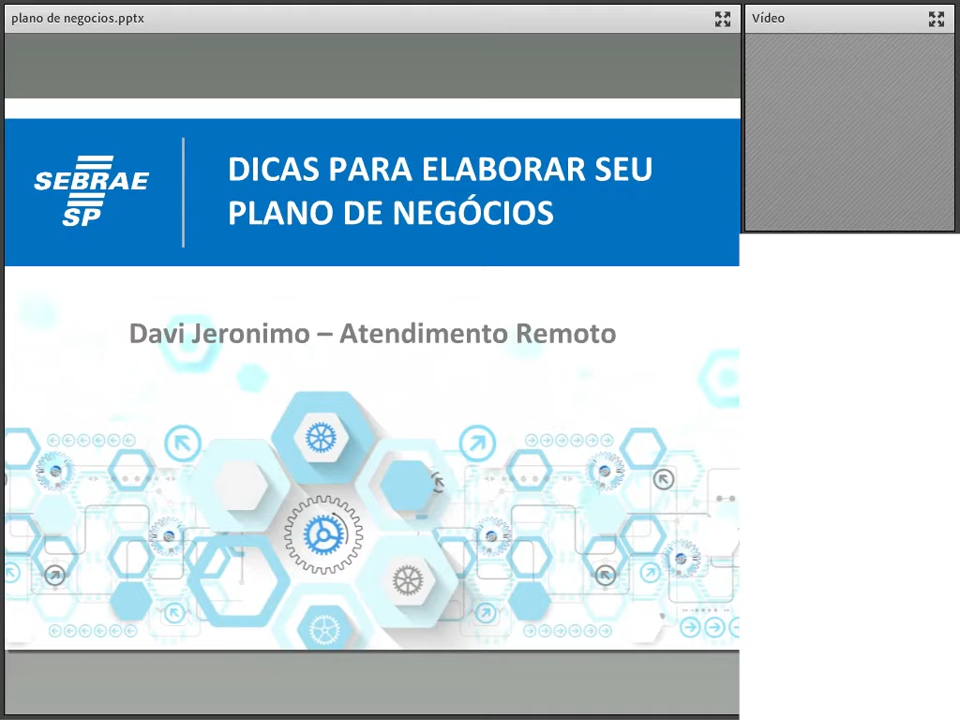 plano de negocios.pptx
Vídeo
SEBRAE
SP
DICAS PARA ELABORAR SEU
PLANO DE NEGÓCIOS
Davi Jeronimo – Atendimento Remoto